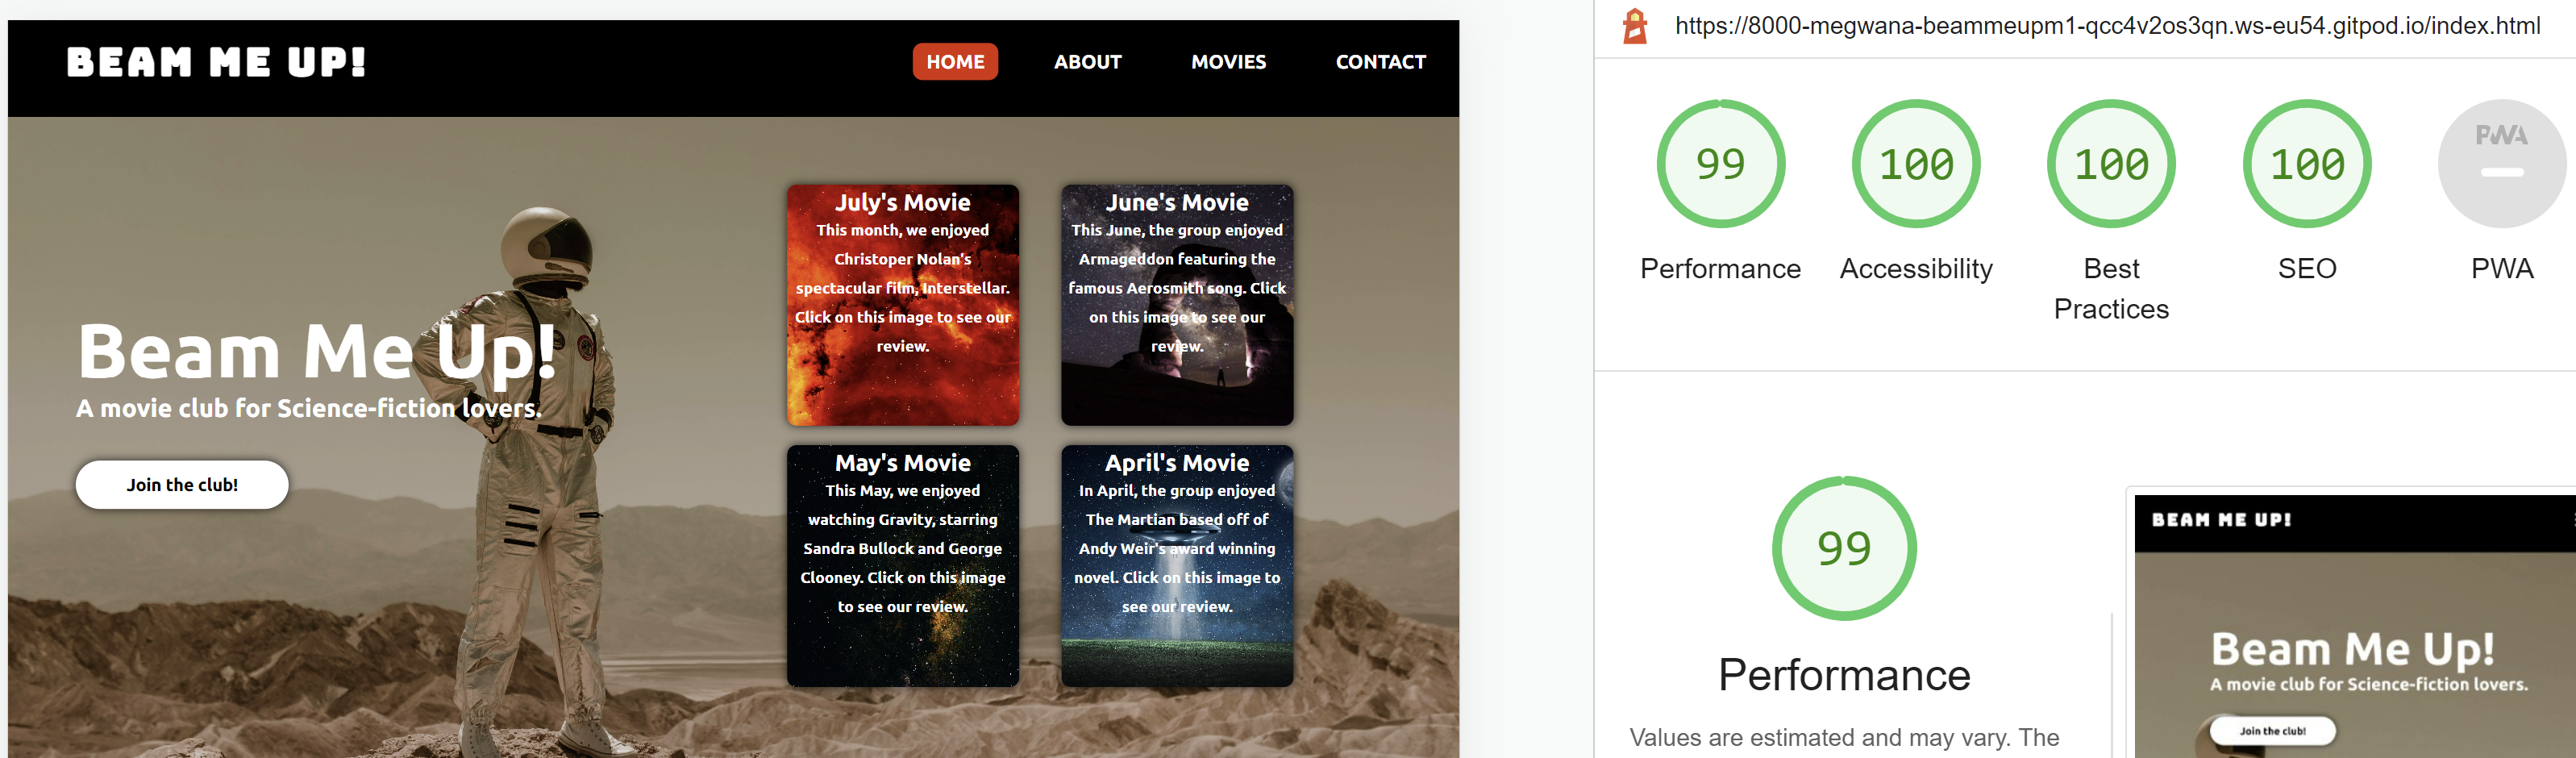 BEAM ME UP!
HOME
ABOUT
MOVIES
CONTACT
Beam Me Up!
A movie club for Science-fiction lovers.
Join the club!
July's Movie
This month, we enjoyed
Christoper Nolan's
spectacular film, Interstellar.
Click on this image to see our
review.
June's Movie
This June, the group enjoyed
Armageddon featuring the
famous Aerosmith song. Click
on this image to see our
review.
May's Movie
This May, we enjoyed
watching Gravity, starring
Sandra Bullock and George
Clooney. Click on this image
to see our review.
April's Movie
In April, the group enjoyed
The Martian based off of
Andy Weir's award winning
novel. Click on this image to
see our review.
https://8000-megwana-beammeupm1-qcc4v2os3qn.ws-eu54.gitpod.io/index.html
99
Performance
100
Accessibility
100
Best
Practices
100
SEO
PWA
PWA
99
Performance
Values are estimated and may vary. The
BEAM ME UP!
Beam Me Up!
A movie club for Science-fiction lovers.
Join the club!